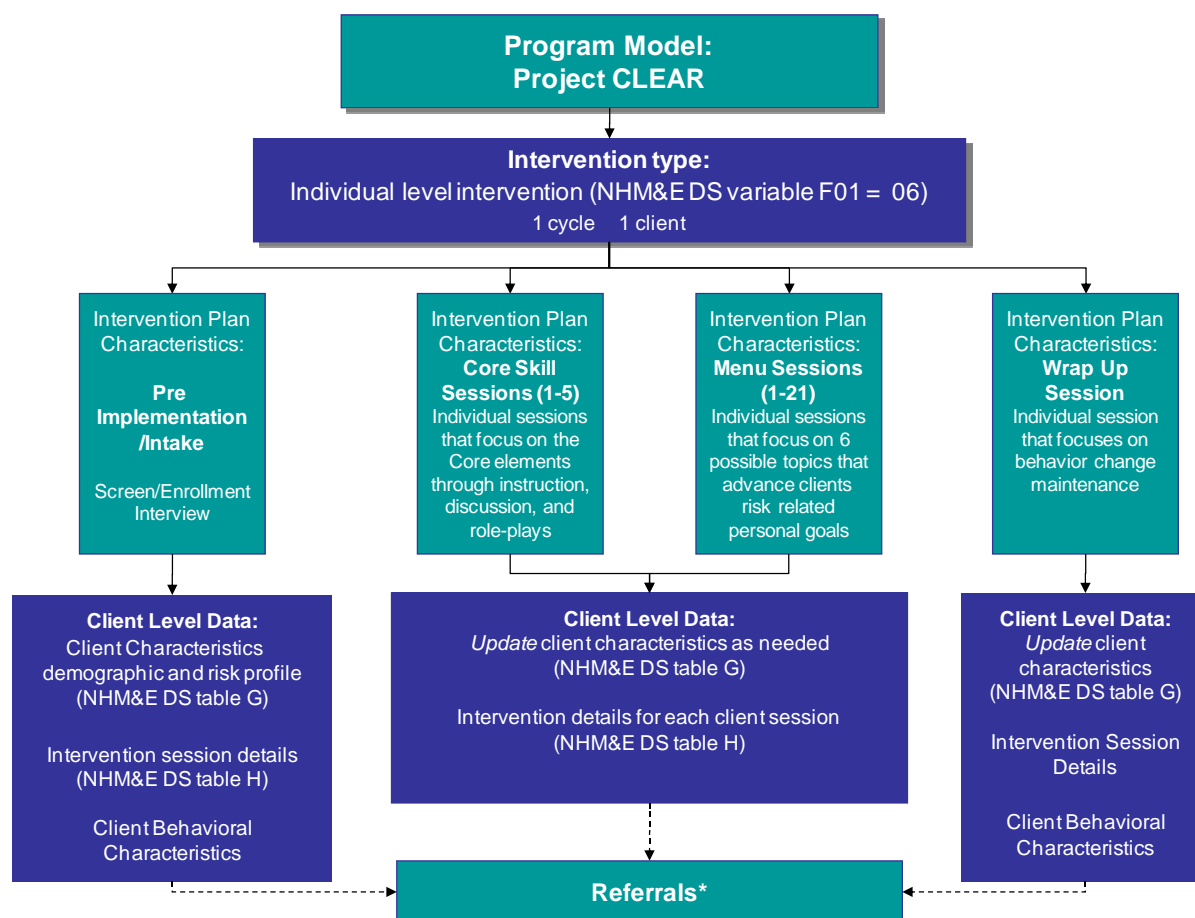 Program Model:
Project CLEAR
Intervention type:
Individual level intervention (NHM&E DS variable F01 = 06)
1 cycle 1 client
Intervention Plan
Characteristics:
Pre
Implementation
/Intake
Screen/Enrollment
Interview
Intervention Plan
Characteristics:
Core Skill
Sessions (1-5)
Individual sessions
that focus on the
Core elements
through instruction,
discussion, and
role-plays
Intervention Plan
Characteristics:
Menu Sessions
(1-21)
Individual sessions
that focus on 6
possible topics that
advance clients
risk related
personal goals
Intervention Plan
Characteristics:
Wrap Up
Session
Individual session
that focuses on
behavior change
maintenance
Client Level Data:
Client Characteristics
demographic and risk profile
(NHM&E DS table G)
Intervention session details
(NHM&E DS table H)
Client Behavioral
Characteristics
Client Level Data:
Update client characteristics as needed
(NHM&E DS table G)
Intervention details for each client session
(NHM&E DS table H)
Client Level Data:
Update client
characteristics
(NHM&E DS table G)
Intervention Session
Details
Client Behavioral
Characteristics
Referrals*